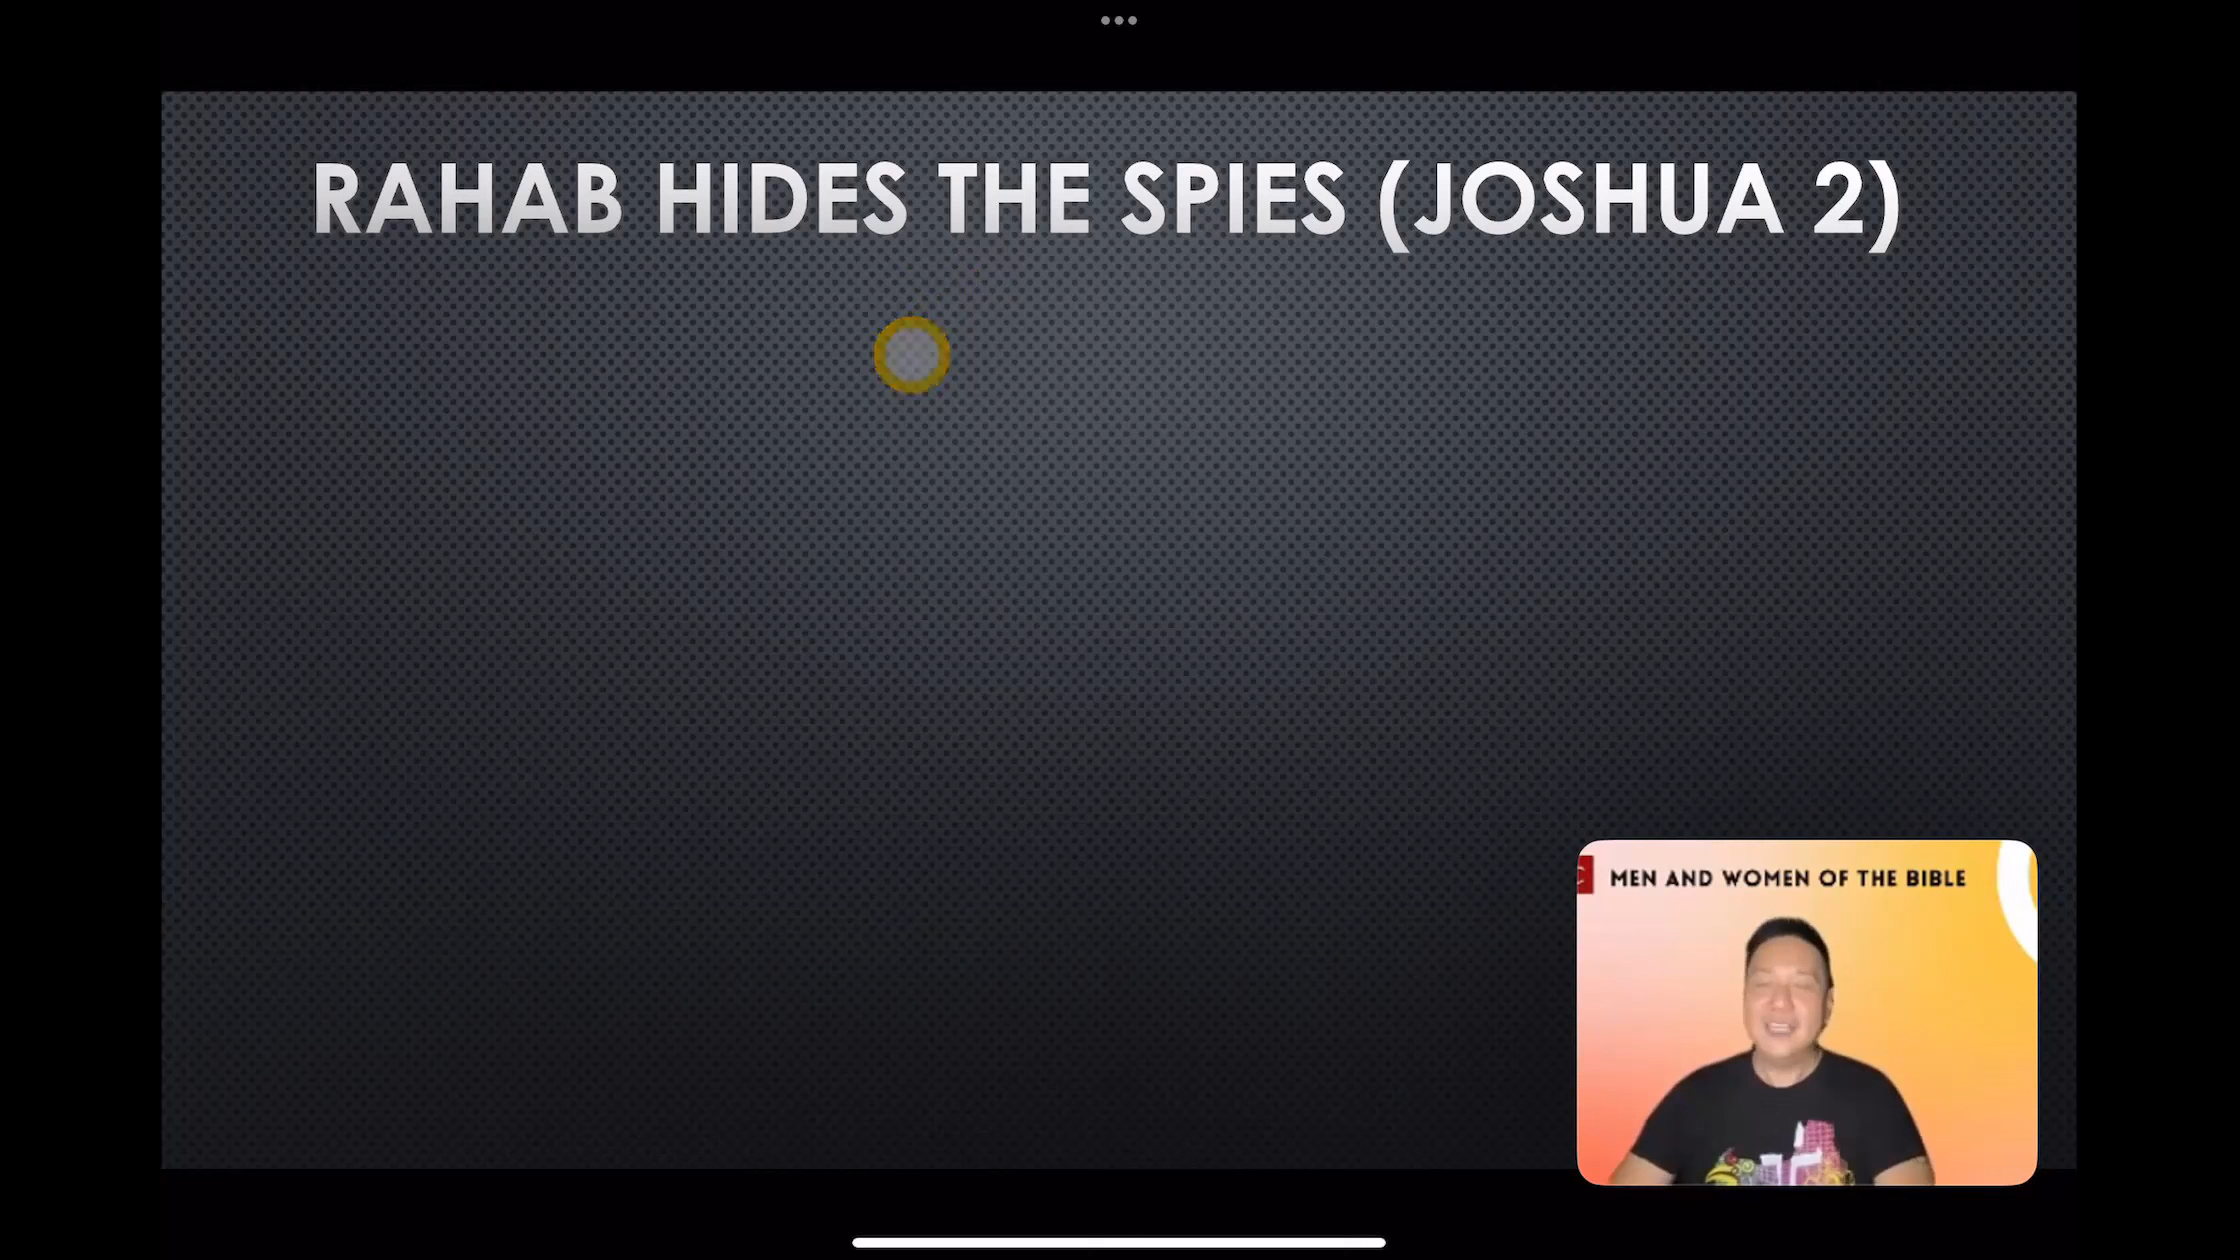 RAHAB HIDES THE SPIES (JOSHUA 2)
MEN AND WOMEN OF THE BIBLE